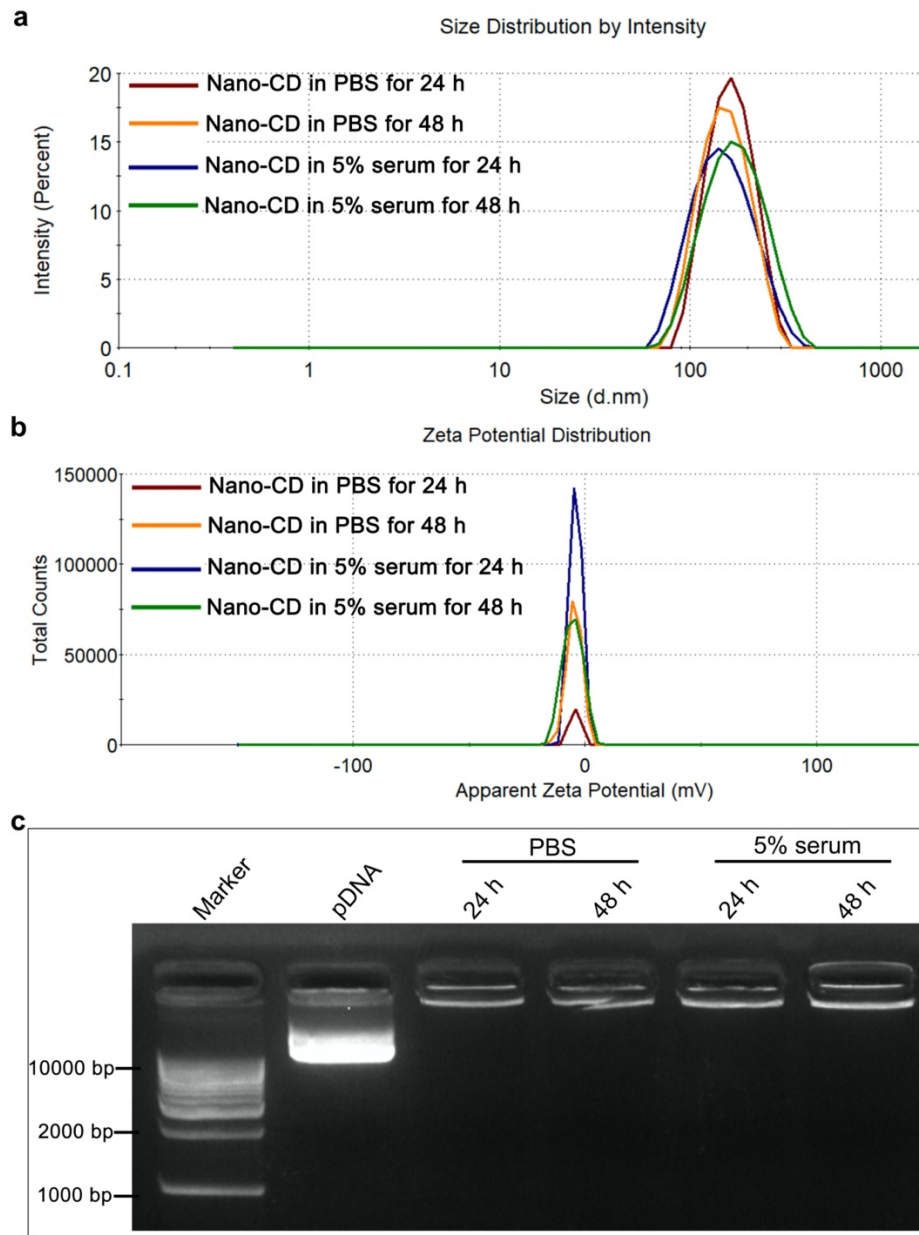 a
Size Distribution by Intensity
20
15
10
5
0
Intensity (Percent)
Nano-CD in PBS for 24 h
Nano-CD in PBS for 48 h
Nano-CD in 5% serum for 24 h
Nano-CD in 5% serum for 48 h
0.1 1 10 100 1000
Size (d.nm)
b
Zeta Potential Distribution
150000
100000
50000
0
Total Counts
Nano-CD in PBS for 24 h
Nano-CD in PBS for 48 h
Nano-CD in 5% serum for 24 h
Nano-CD in 5% serum for 48 h
-100 0 100
Apparent Zeta Potential (mV)
c
PBS 5% serum
Marker pDNA 24 h 48 h 24 h 48 h
10000 bp
2000 bp
1000 bp